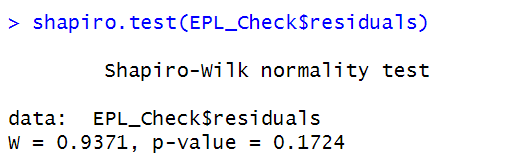 > shapiro.test(EPL_Check$residuals)
Shapiro-Wilk normality test
data:  EPL_Check$residuals
W = 0.9371, p-value = 0.1724